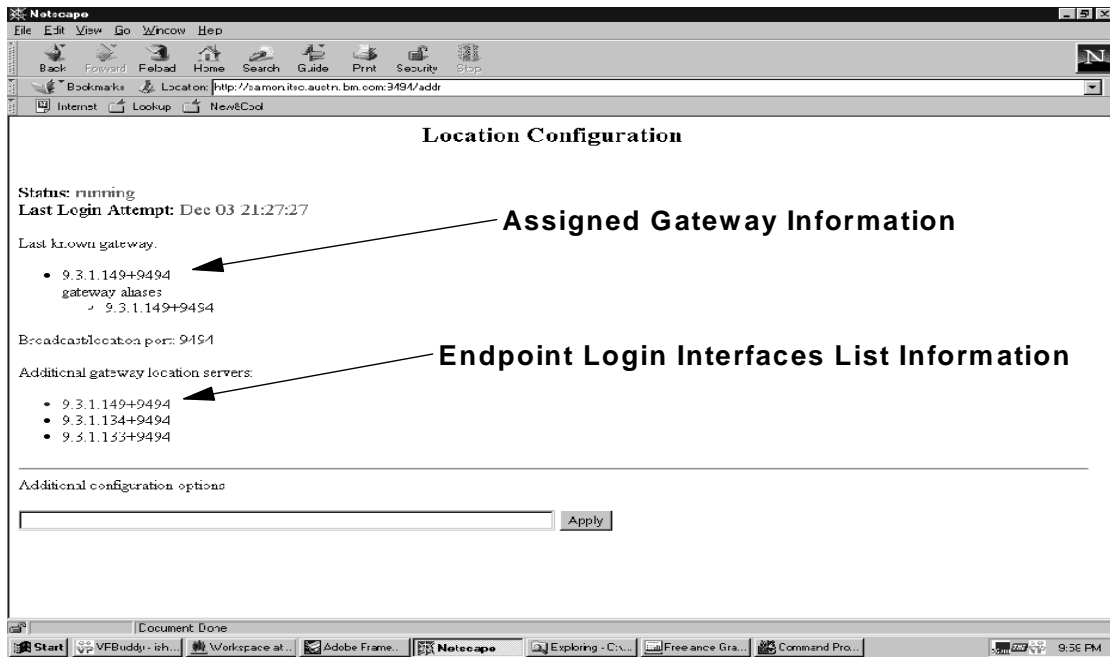 Netscape
File Edit View Go Window Help
Back Forward Reload Home Search Guide Print Security Stop
N
Bookmarks Location: http://samon.itsc.austin.ibm.com:9494/addr
Internet Lookup New&Cool
Location Configuration
Status: running
Last Login Attempt: Dec 03 21:27:27
Assigned Gateway Information
Last known gateway:
9.3.1.149+9494
gateway aliases
9.3.1.149+9494
Broadcast/location port: 9494
Endpoint Login Interfaces List Information
Additional gateway location servers:
9.3.1.149+9494
9.3.1.134+9494
9.3.1.133+9494
Additional configuration options
Apply
Document: Done
Start VFBuddy - ish... Workspace at... Adobe Frame... Netscape Exploring - C:\... Freelance Gra... Command Pro... 9:58 PM